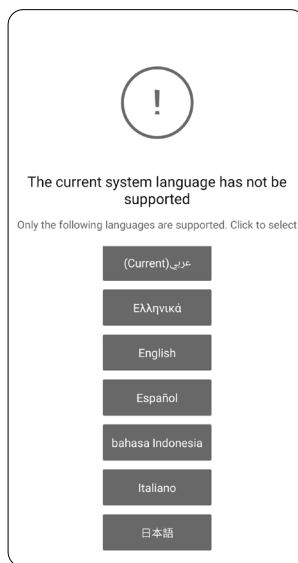 !
The current system language has not be
supported
Only the following languages are supported. Click to select
عربي(Current)
Ελληνικά
English
Español
bahasa Indonesia
Italiano
日本語